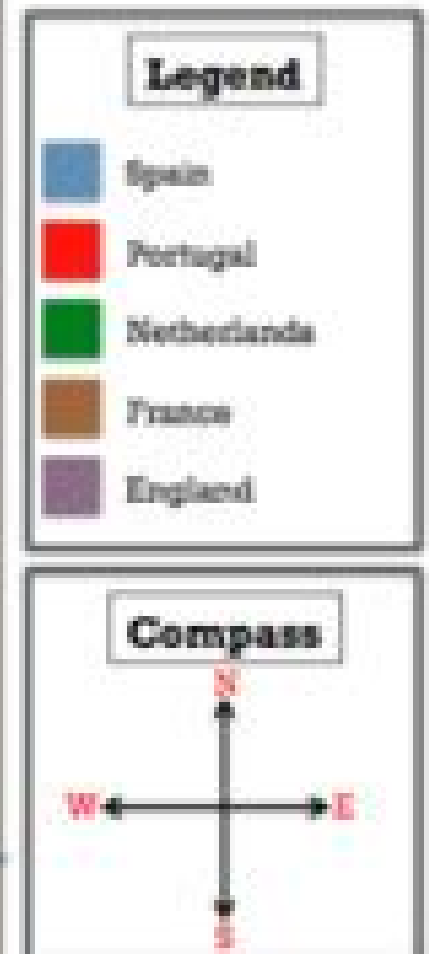 Legend
Spain
Portugal
Netherlands
France
England
Compass
N
W E
S